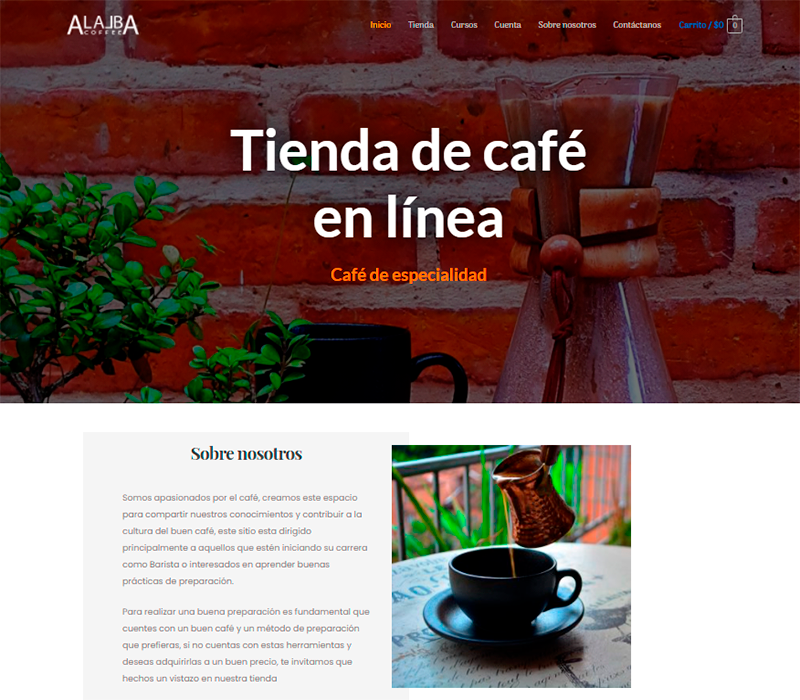 ALALBA
COFFEE
Inicio Tienda Cursos Cuenta Sobre nosotros Contáctanos Carrito / $0 0
Tienda de café
en línea
Café de especialidad
Sobre nosotros
Somos apasionados por el café, creamos este espacio
para compartir nuestros conocimientos y contribuir a la
cultura del buen café, este sitio esta dirigido
principalmente a aquellos que estén iniciando su carrera
como Barista o interesados en aprender buenas
prácticas de preparación.
Para realizar una buena preparación es fundamental que
cuentes con un buen café y un método de preparación
que prefieras, si no cuentas con estas herramientas y
deseas adquirirlas a un buen precio, te invitamos que
hechos un vistazo en nuestra tienda